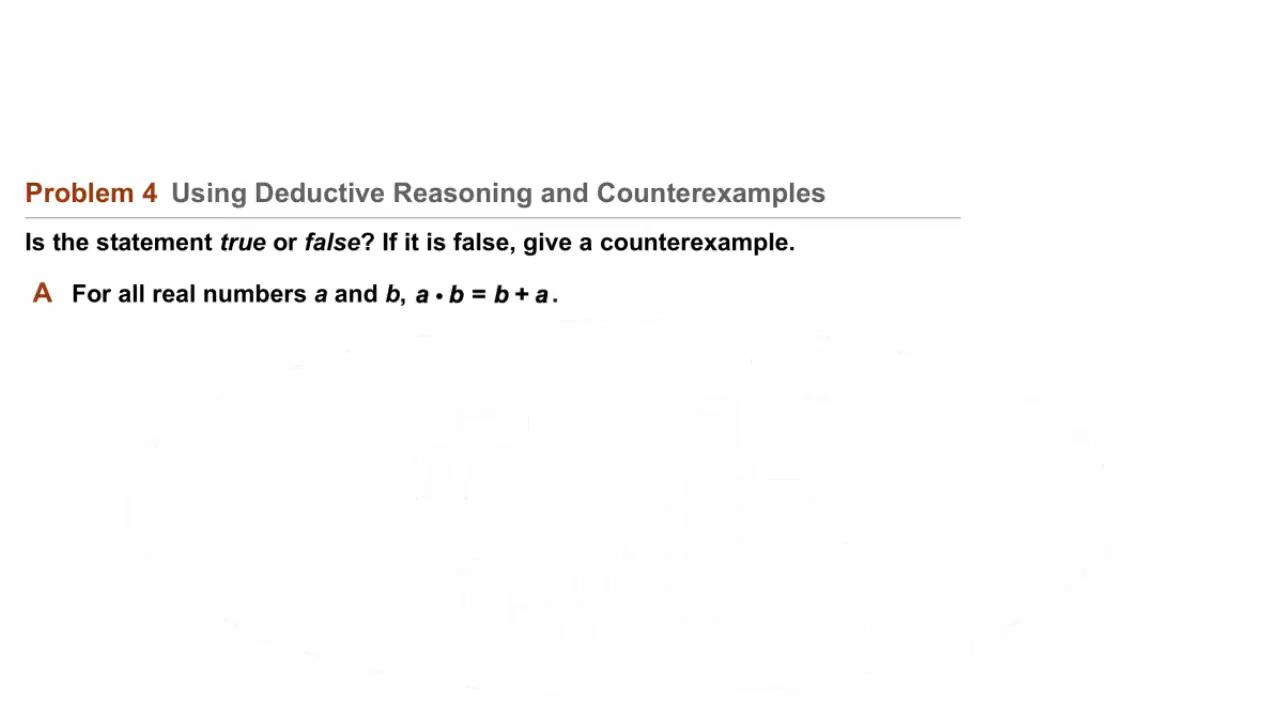 Problem 4 Using Deductive Reasoning and Counterexamples
Is the statement true or false? If it is false, give a counterexample.
A For all real numbers a and b, a • b = b + a.